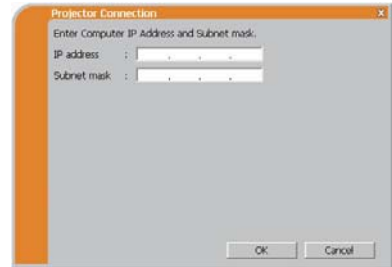 Projector Connection X
Enter Computer IP Address and Subnet mask.
IP address : . . .
Subnet mask : . . .
OK Cancel